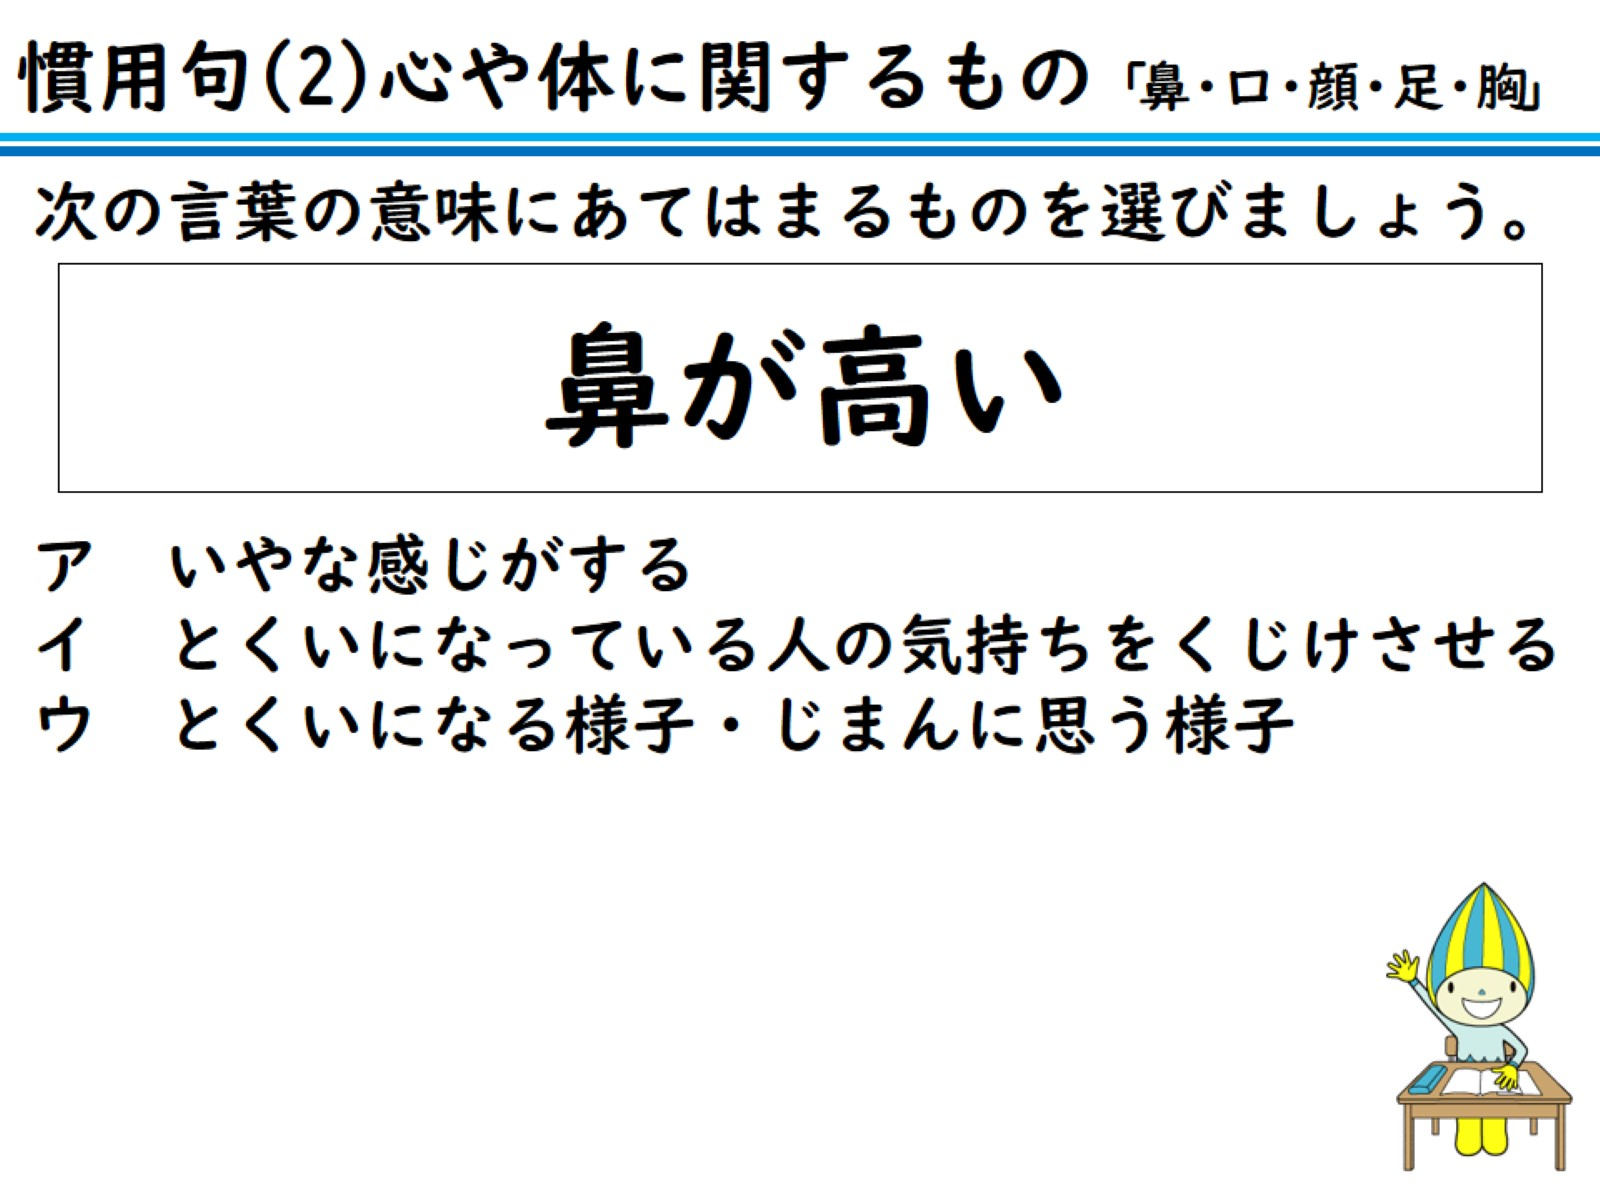 慣用句(2)心や体に関するもの「鼻・口・顔・足・胸」
次の言葉の意味にあてはまるものを選びましょう。
鼻が高い
ア　いやな感じがする
イ　とくいになっている人の気持ちをくじけさせる
ウ　とくいになる様子・じまんに思う様子